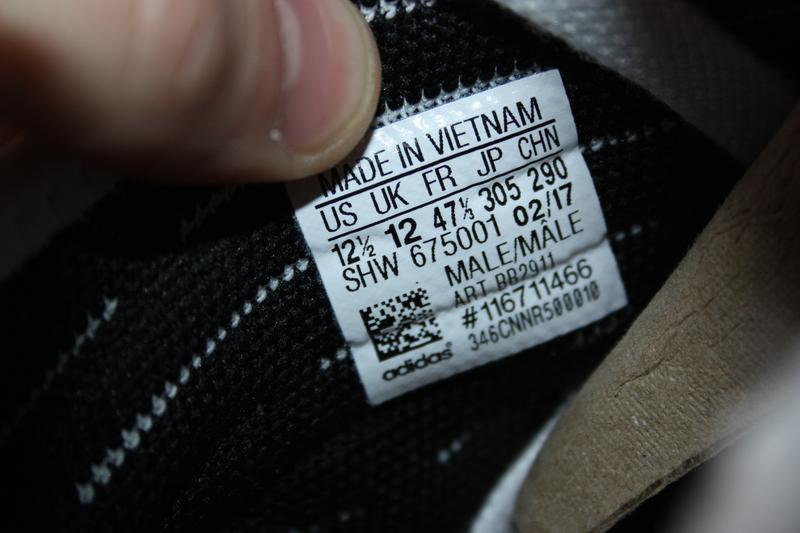 MADE IN VIETNAM
US UK FR JP CHN
12½ 12 47⅓ 305 290
SHW 675001 02/17
MALE/MÂLE
ART BB2911
#116711466
346CNNR500010
adidas®